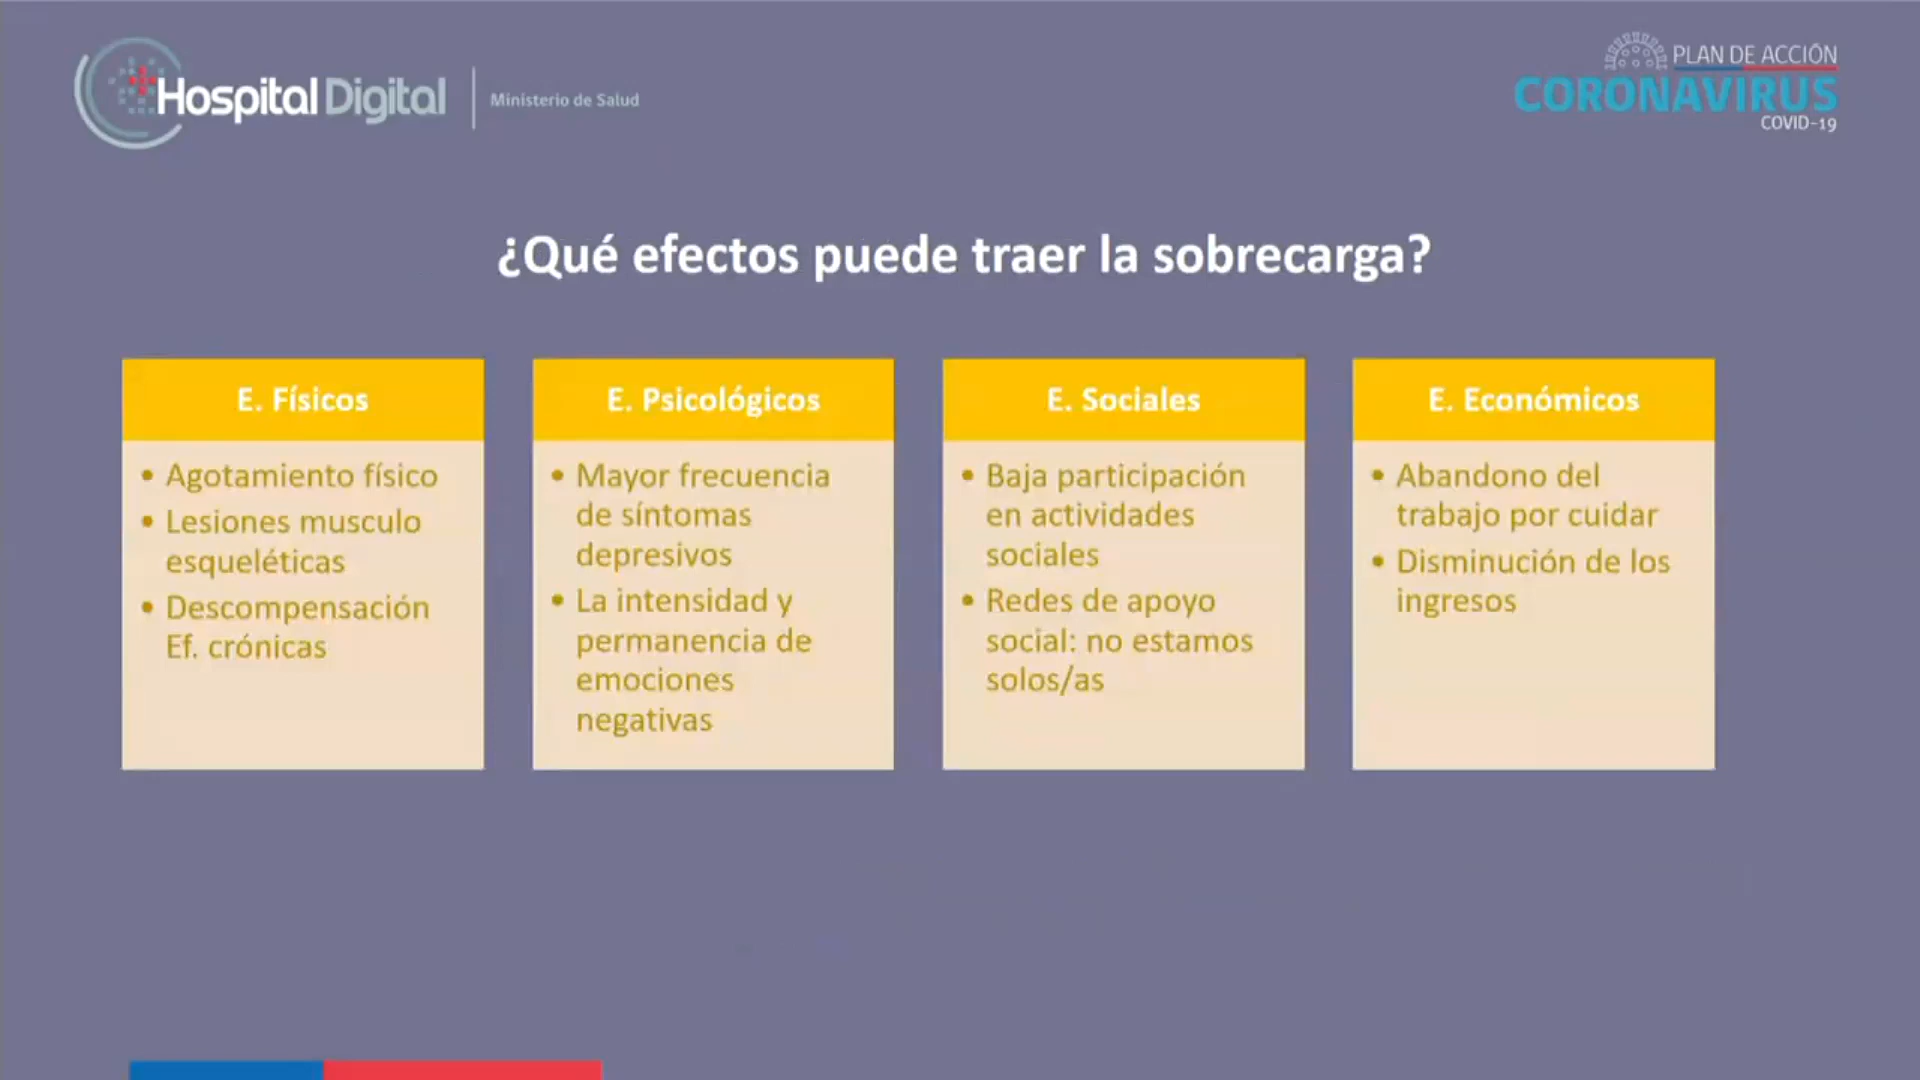 Hospital Digital
Ministerio de Salud
PLAN DE ACCIÓN
CORONAVIRUS
COVID-19
¿Qué efectos puede traer la sobrecarga?
E. Físicos
• Agotamiento físico
• Lesiones musculo
esqueléticas
• Descompensación
Ef. crónicas
E. Psicológicos
• Mayor frecuencia
de síntomas
depresivos
• La intensidad y
permanencia de
emociones
negativas
E. Sociales
• Baja participación
en actividades
sociales
• Redes de apoyo
social: no estamos
solos/as
E. Económicos
• Abandono del
trabajo por cuidar
• Disminución de los
ingresos